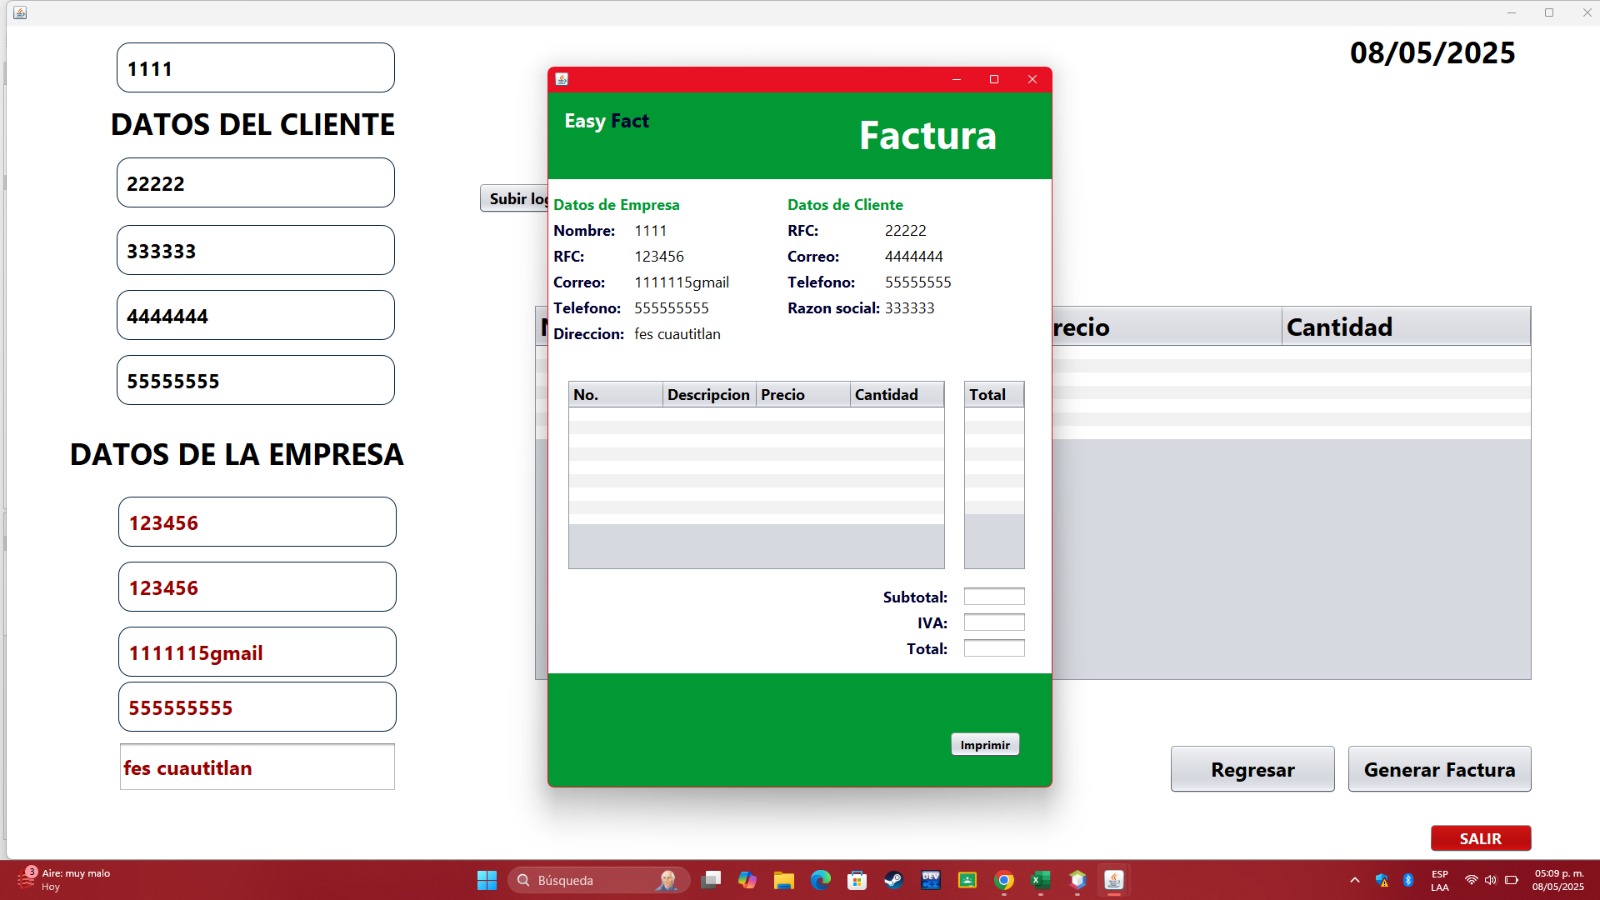 08/05/2025
1111
DATOS DEL CLIENTE
22222
333333
4444444
55555555
DATOS DE LA EMPRESA
123456
123456
1111115gmail
555555555
fes cuautitlan
Subir log
Easy Fact
Factura
Datos de Empresa
Nombre: 1111
RFC: 123456
Correo: 1111115gmail
Telefono: 555555555
Direccion: fes cuautitlan
Datos de Cliente
RFC: 22222
Correo: 4444444
Telefono: 55555555
Razon social: 333333
No. Descripcion Precio Cantidad Total
Subtotal:
IVA:
Total:
Imprimir
recio Cantidad
Regresar Generar Factura
SALIR
3
Aire: muy malo
Hoy
Búsqueda
DEV
ESP
LAA
05:09 p. m.
08/05/2025